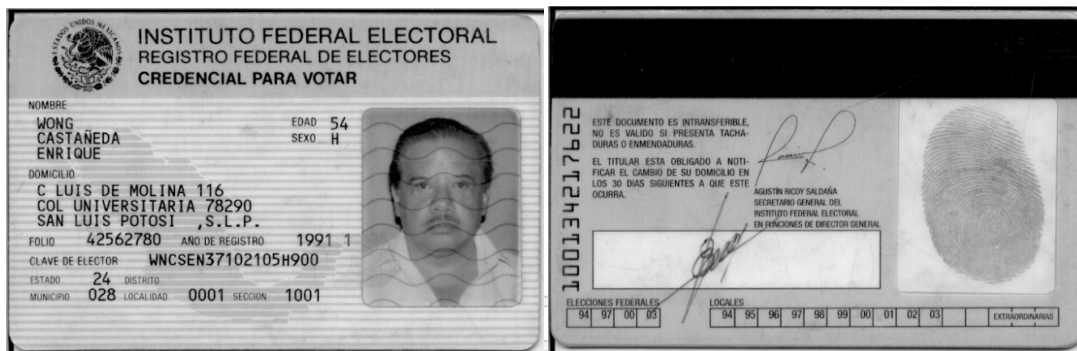 ESTADOS UNIDOS MEXICANOS
INSTITUTO FEDERAL ELECTORAL
REGISTRO FEDERAL DE ELECTORES
CREDENCIAL PARA VOTAR
NOMBRE
WONG
CASTAÑEDA
ENRIQUE
EDAD 54
SEXO H
DOMICILIO
C LUIS DE MOLINA 116
COL UNIVERSITARIA 78290
SAN LUIS POTOSI ,S.L.P.
FOLIO 42562780 AÑO DE REGISTRO 1991 1
CLAVE DE ELECTOR WNCSEN37102105H900
ESTADO 24 DISTRITO
MUNICIPIO 028 LOCALIDAD 0001 SECCION 1001
100134217622
ESTE DOCUMENTO ES INTRANSFERIBLE,
NO ES VALIDO SI PRESENTA TACHA-
DURAS O ENMENDADURAS.
EL TITULAR ESTA OBLIGADO A NOTI-
FICAR EL CAMBIO DE SU DOMICILIO EN
LOS 30 DIAS SIGUIENTES A QUE ESTE
OCURRA.
AGUSTÍN RICOY SALDAÑA
SECRETARIO GENERAL DEL
INSTITUTO FEDERAL ELECTORAL
EN FUNCIONES DE DIRECTOR GENERAL
ELECCIONES FEDERALES
94 97 00 03
LOCALES
94 95 96 97 98 99 00 01 02 03
EXTRAORDINARIAS